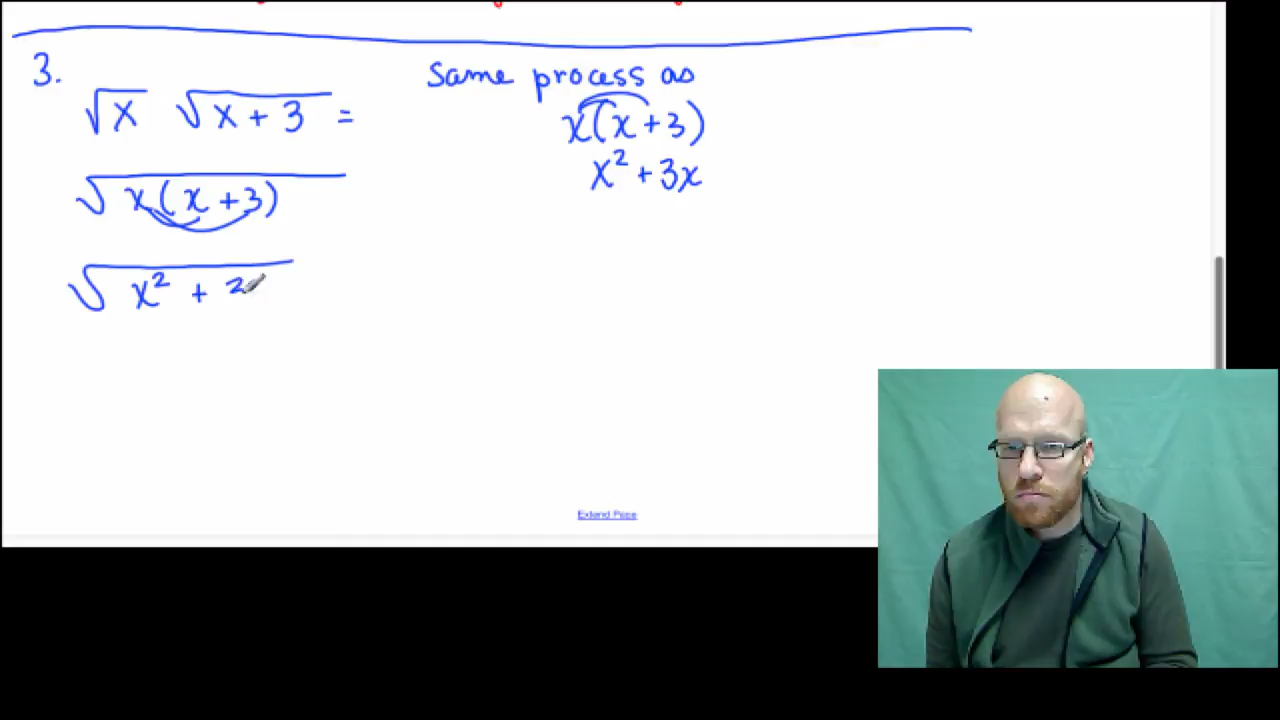 3.
√x √x + 3 =
√x(x + 3)
√x² +
Same process as
x(x + 3)
x² + 3x
Extend Page